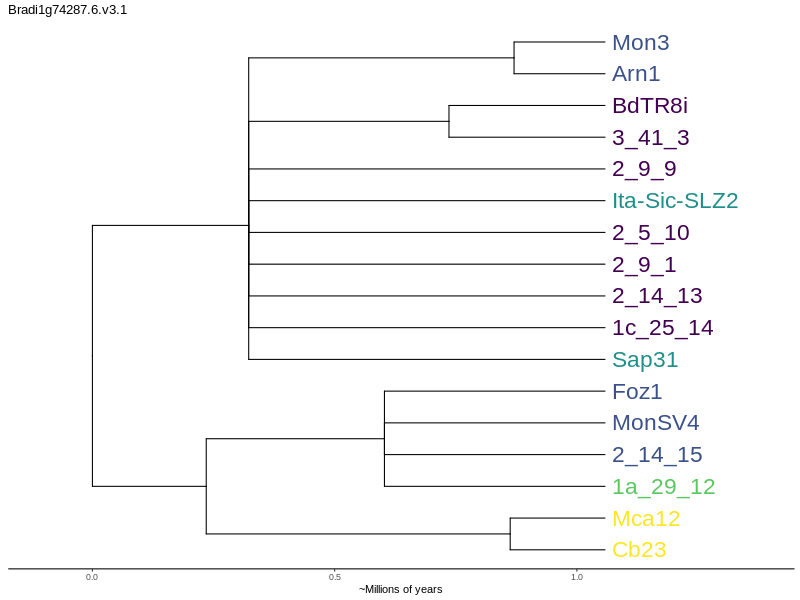 Bradi1g74287.6.v3.1
Mon3
Arn1
BdTR8i
3_41_3
2_9_9
Ita-Sic-SLZ2
2_5_10
2_9_1
2_14_13
1c_25_14
Sap31
Foz1
MonSV4
2_14_15
1a_29_12
Mca12
Cb23
0.0 0.5 1.0
~Millions of years